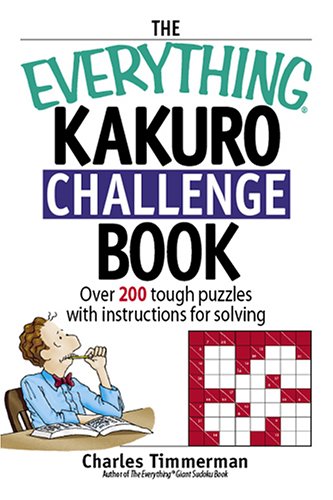 THE
EVERYTHING®
KAKURO
CHALLENGE
BOOK
Over 200 tough puzzles
with instructions for solving
Charles Timmerman
Author of The Everything® Giant Sudoku Book